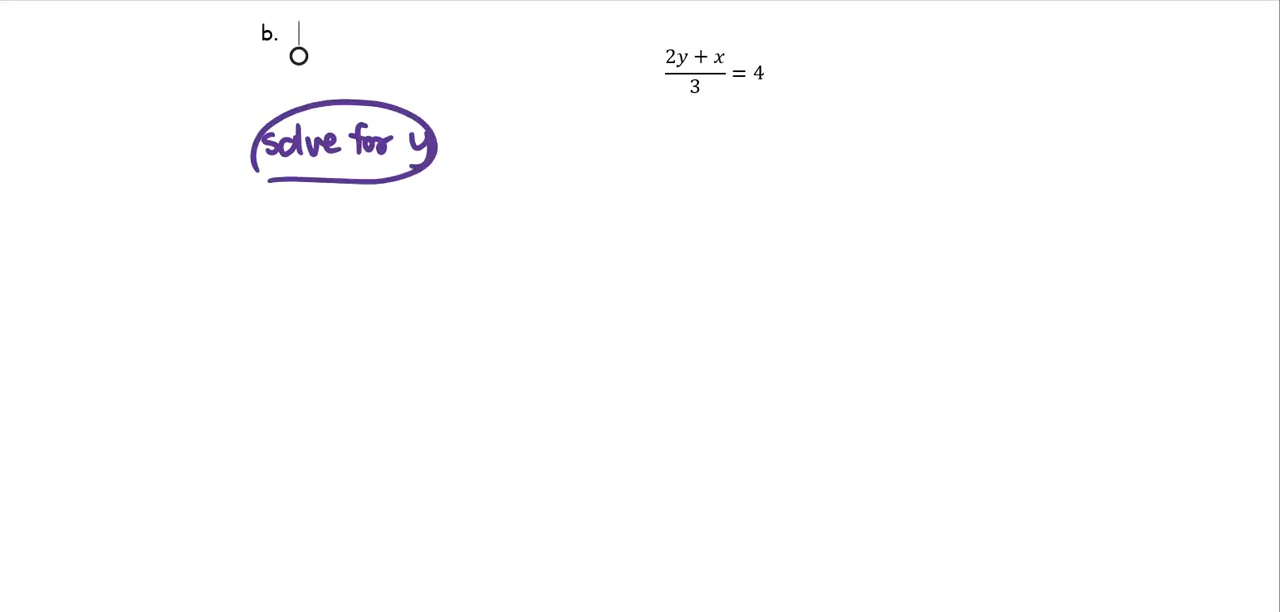 b.
2y + x
3
= 4
solve for y